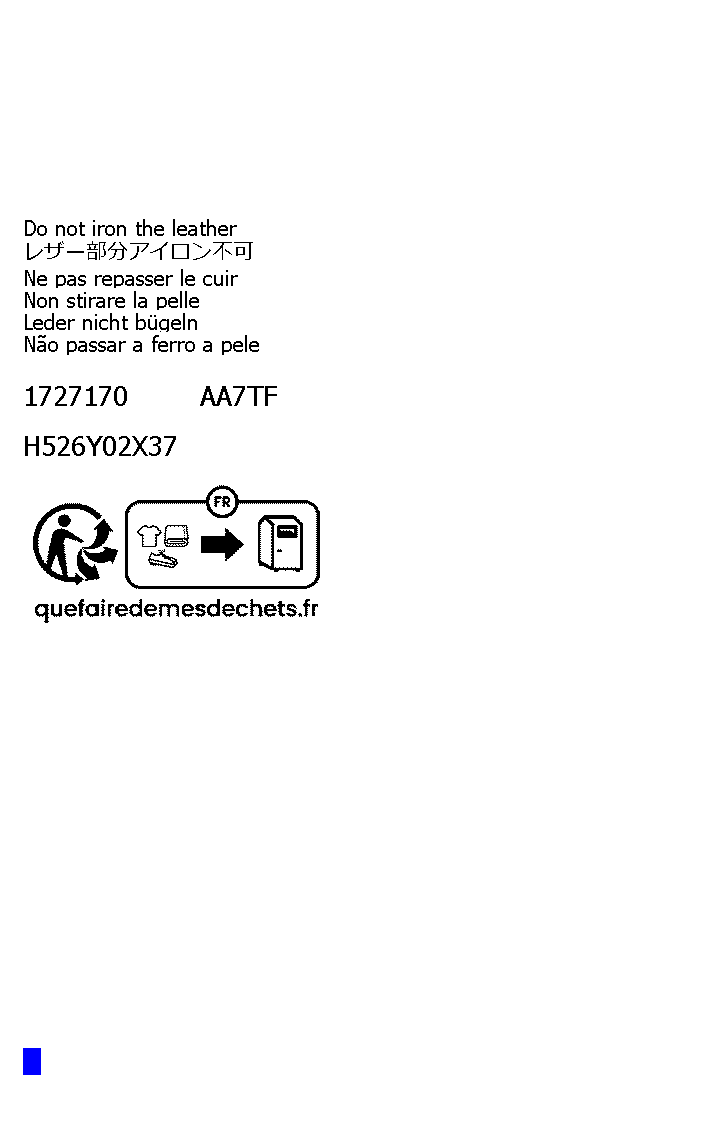 Do not iron the leather
レザー部分アイロン不可
Ne pas repasser le cuir
Non stirare la pelle
Leder nicht bügeln
Não passar a ferro a pele
1727170 AA7TF
H526Y02X37
FR
quefairedemesdechets.fr